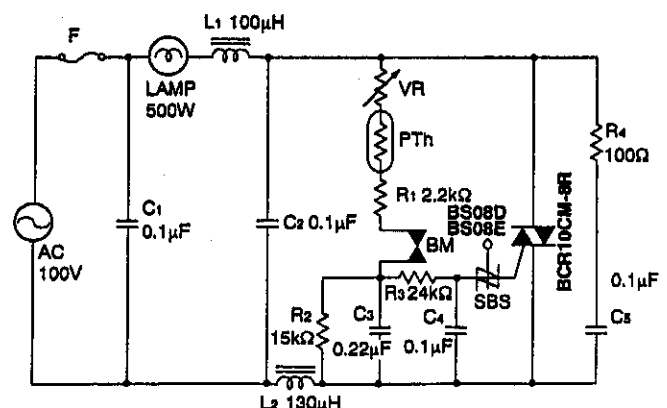 L1 100μH
F
LAMP
500W
VR
PTh
R4
100Ω
R1 2.2kΩ
BS08D
BS08E
BCR10CM-8R
C1
0.1μF
C2 0.1μF
BM
AC
100V
0.1μF
R3 24kΩ
SBS
R2
15kΩ
C3
0.22μF
C4
0.1μF
C5
L2 130μH